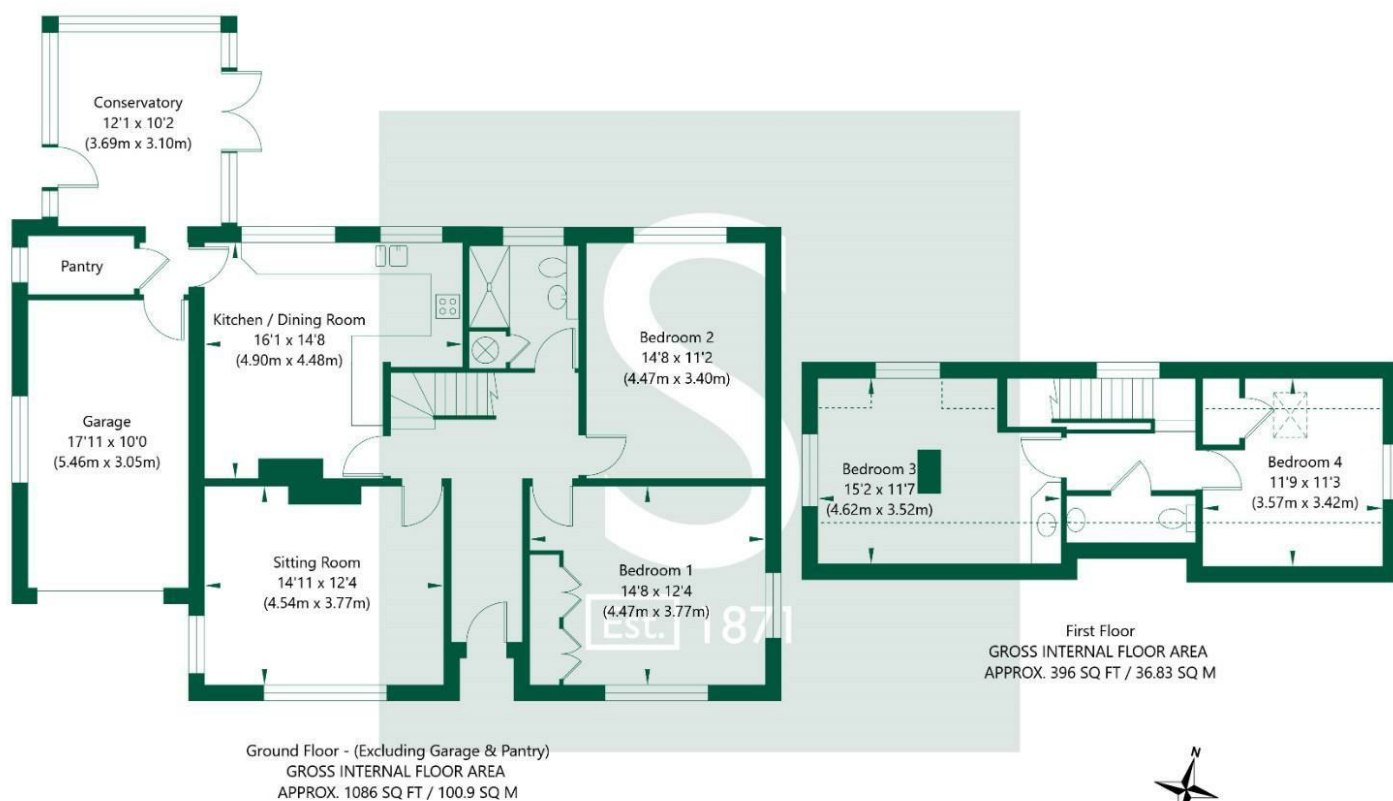 Conservatory
12'1 x 10'2
(3.69m x 3.10m)
Pantry
Kitchen / Dining Room
16'1 x 14'8
(4.90m x 4.48m)
Bedroom 2
14'8 x 11'2
(4.47m x 3.40m)
Garage
17'11 x 10'0
(5.46m x 3.05m)
Sitting Room
14'11 x 12'4
(4.54m x 3.77m)
Bedroom 1
14'8 x 12'4
(4.47m x 3.77m)
S
Est. 1871
Bedroom 3
15'2 x 11'7
(4.62m x 3.52m)
Bedroom 4
11'9 x 11'3
(3.57m x 3.42m)
First Floor
GROSS INTERNAL FLOOR AREA
APPROX. 396 SQ FT / 36.83 SQ M
Ground Floor - (Excluding Garage & Pantry)
GROSS INTERNAL FLOOR AREA
APPROX. 1086 SQ FT / 100.9 SQ M
N